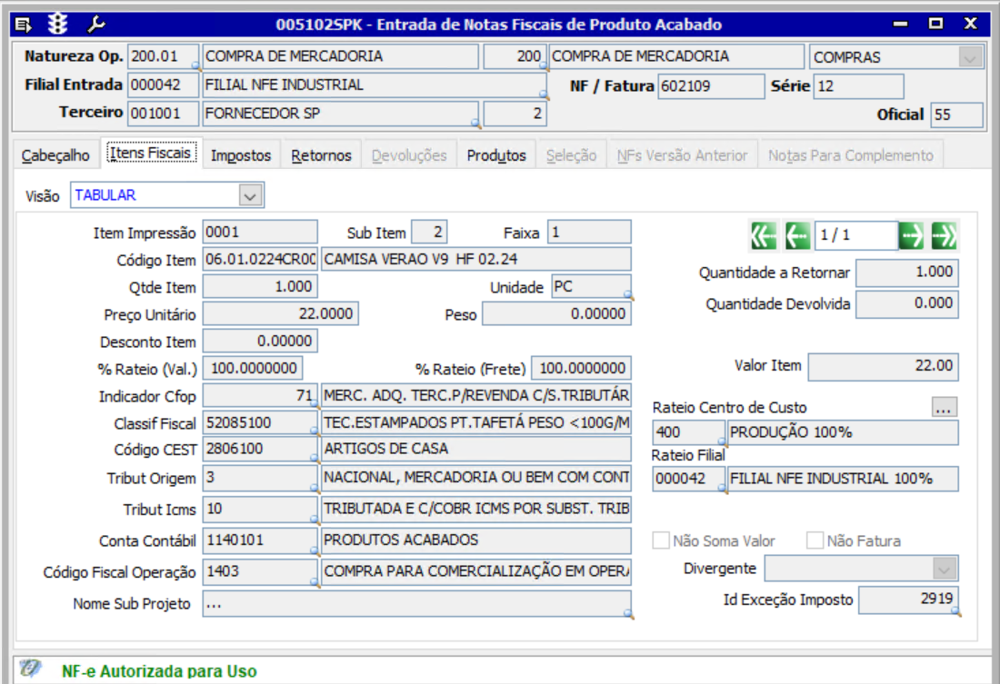 005102SPK - Entrada de Notas Fiscais de Produto Acabado
Natureza Op. 200.01 COMPRA DE MERCADORIA 200 COMPRA DE MERCADORIA COMPRAS
Filial Entrada 000042 FILIAL NFE INDUSTRIAL NF / Fatura 602109 Série 12
Terceiro 001001 FORNECEDOR SP 2 Oficial 55
Cabeçalho Itens Fiscais Impostos Retornos Devoluções Produtos Seleção NFs Versão Anterior Notas Para Complemento
Visão TABULAR
Item Impressão 0001 Sub Item 2 Faixa 1 1 / 1
Código Item 06.01.0224CR00 CAMISA VERAO V9 HF 02.24 Quantidade a Retornar 1.000
Qtde Item 1.000 Unidade PC Quantidade Devolvida 0.000
Preço Unitário 22.0000 Peso 0.00000
Desconto Item 0.00000
% Rateio (Val.) 100.0000000 % Rateio (Frete) 100.0000000 Valor Item 22.00
Indicador Cfop 71 MERC. ADQ. TERC.P/REVENDA C/S.TRIBUTÁR
Rateio Centro de Custo ...
Classif Fiscal 52085100 TEC.ESTAMPADOS PT.TAFETÁ PESO <100G/M 400 PRODUÇÃO 100%
Código CEST 2806100 ARTIGOS DE CASA Rateio Filial
Tribut Origem 3 NACIONAL, MERCADORIA OU BEM COM CONT 000042 FILIAL NFE INDUSTRIAL 100%
Tribut Icms 10 TRIBUTADA E C/COBR ICMS POR SUBST. TRIB
Conta Contábil 1140101 PRODUTOS ACABADOS Não Soma Valor Não Fatura
Código Fiscal Operação 1403 COMPRA PARA COMERCIALIZAÇÃO EM OPER Divergente
Nome Sub Projeto ... Id Exceção Imposto 2919
NF-e Autorizada para Uso